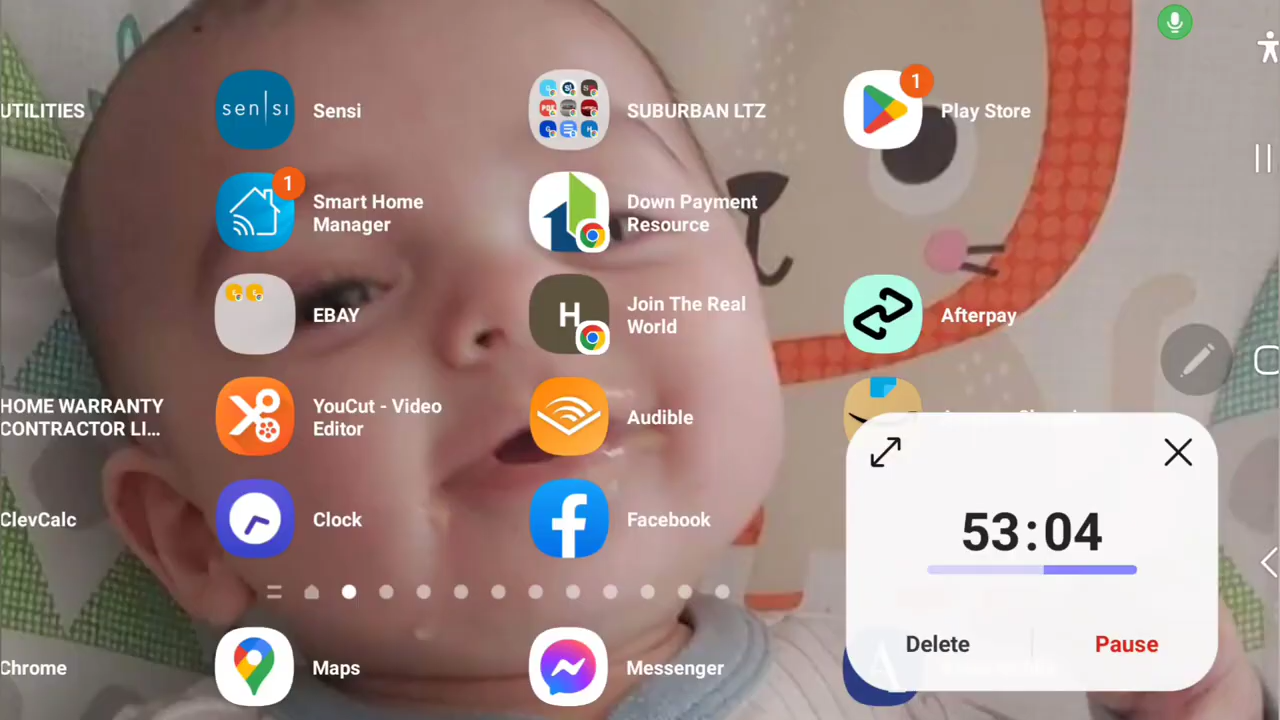 UTILITIES
sen|si
Sensi
SUBURBAN LTZ
1
Play Store
1
Smart Home
Manager
Down Payment
Resource
EBAY
H
Join The Real
World
Afterpay
HOME WARRANTY
CONTRACTOR LI...
YouCut - Video
Editor
Audible
ClevCalc
Clock
Facebook
53:04
Delete
Pause
Chrome
Maps
Messenger
A